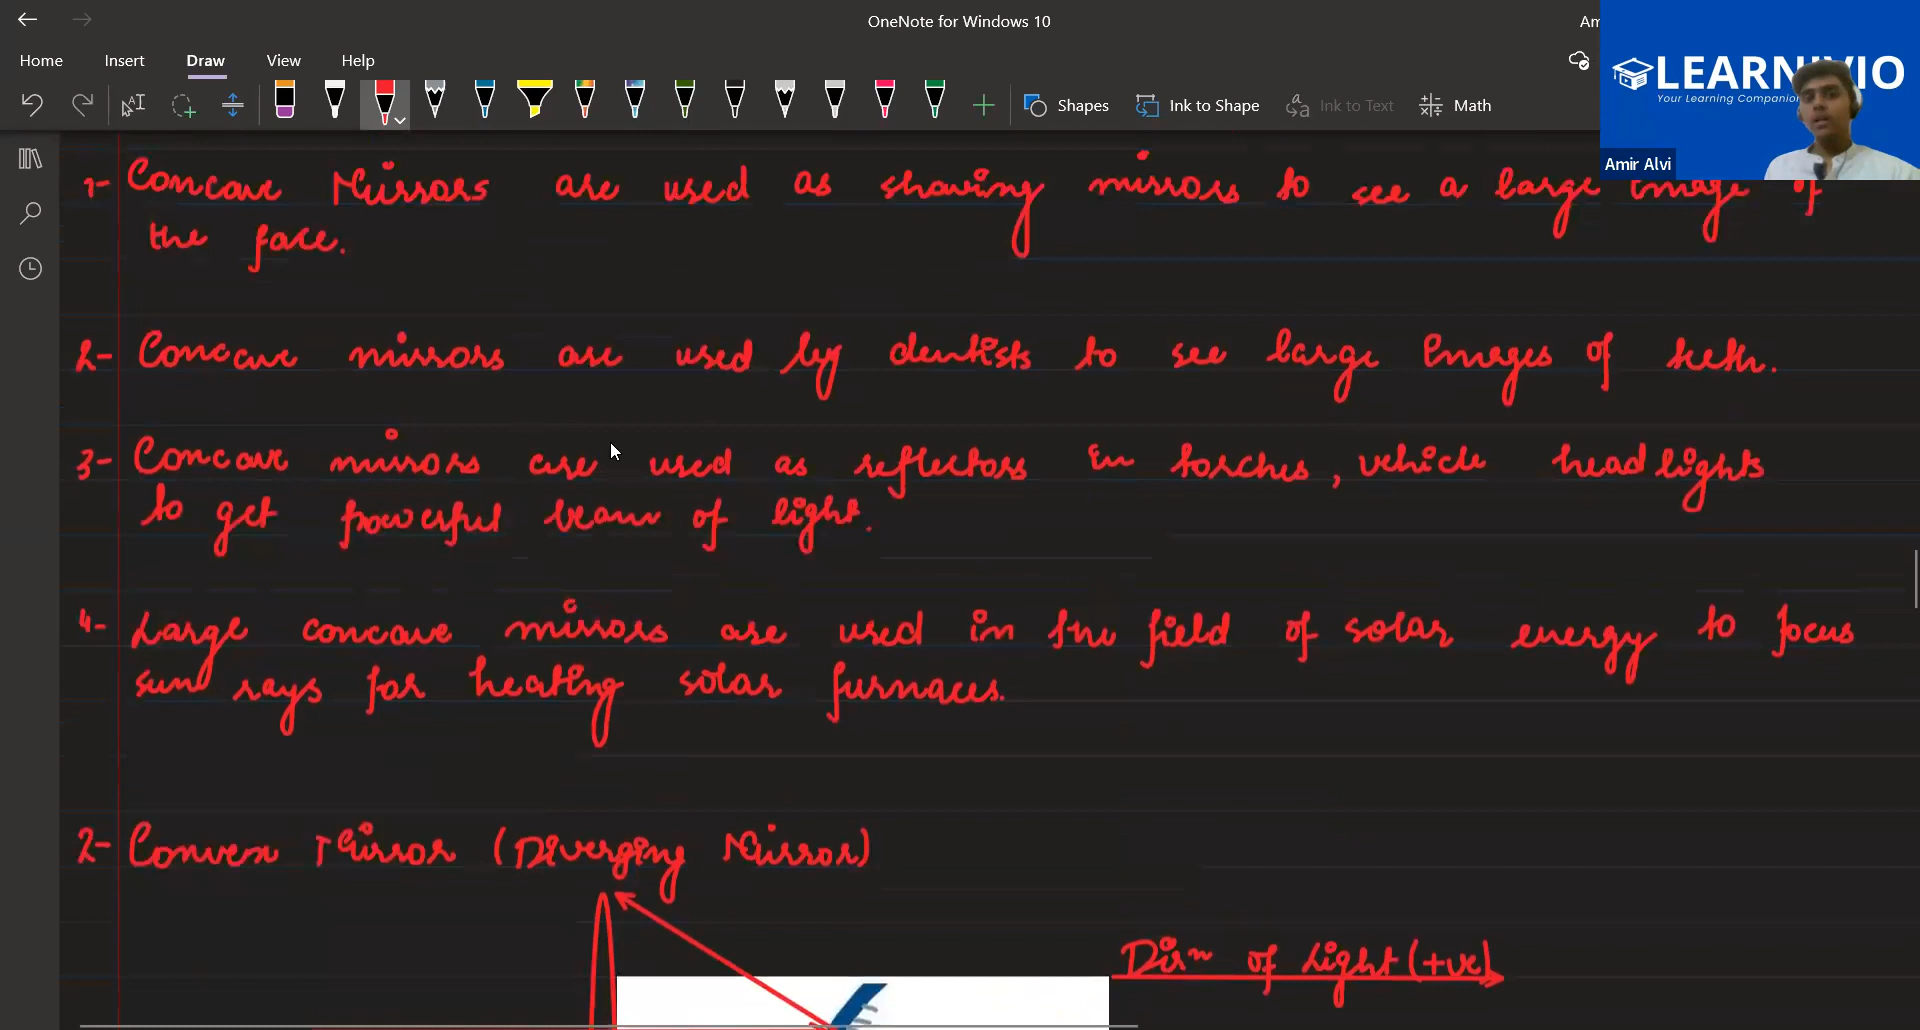 OneNote for Windows 10
Am
Home Insert Draw View Help
Shapes Ink to Shape Ink to Text Math
LEARNIVIO
Your Learning Companion
Amir Alvi
1- Concave Mirrors are used as shaving mirrors to see a large image of
the face.
2- Concave mirrors are used by dentists to see large images of teeth.
3- Concave mirrors are used as reflectors in torches, vehicle headlights
to get powerful beam of light.
4- Large concave mirrors are used in the field of solar energy to focus
sun rays for heating solar furnaces.
2- Convex Mirror (Diverging Mirror)
Dirn of light (+ve)